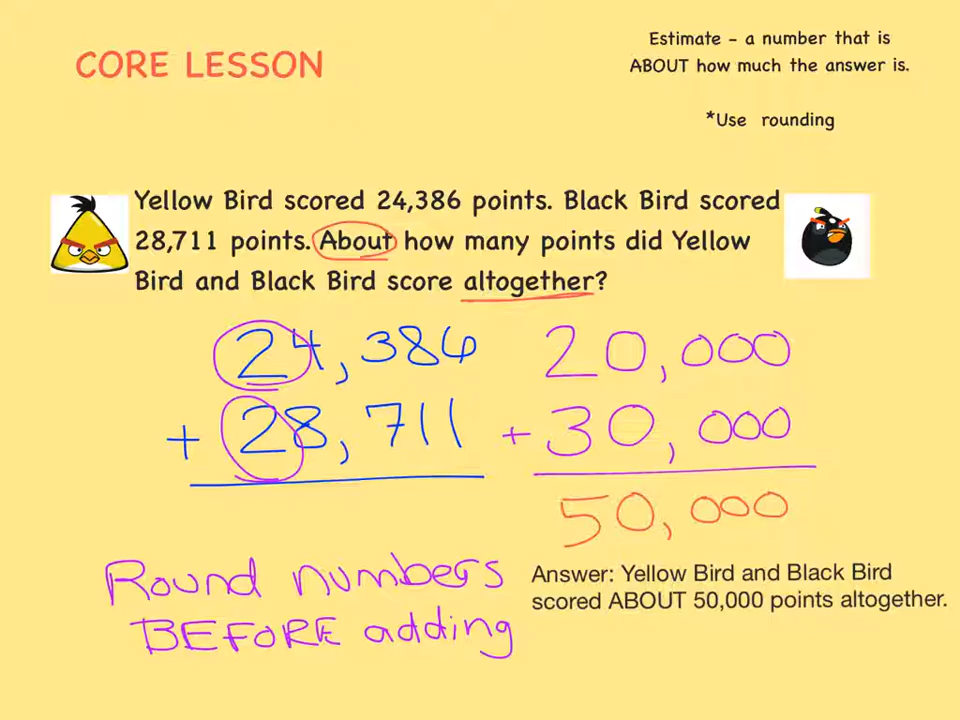 CORE LESSON
Estimate - a number that is
ABOUT how much the answer is.
*Use rounding
Yellow Bird scored 24,386 points. Black Bird scored
28,711 points. About how many points did Yellow
Bird and Black Bird score altogether?
24,386 20,000
+ 28,711 + 30,000
50,000
Round numbers
BEFORE adding
Answer: Yellow Bird and Black Bird
scored ABOUT 50,000 points altogether.